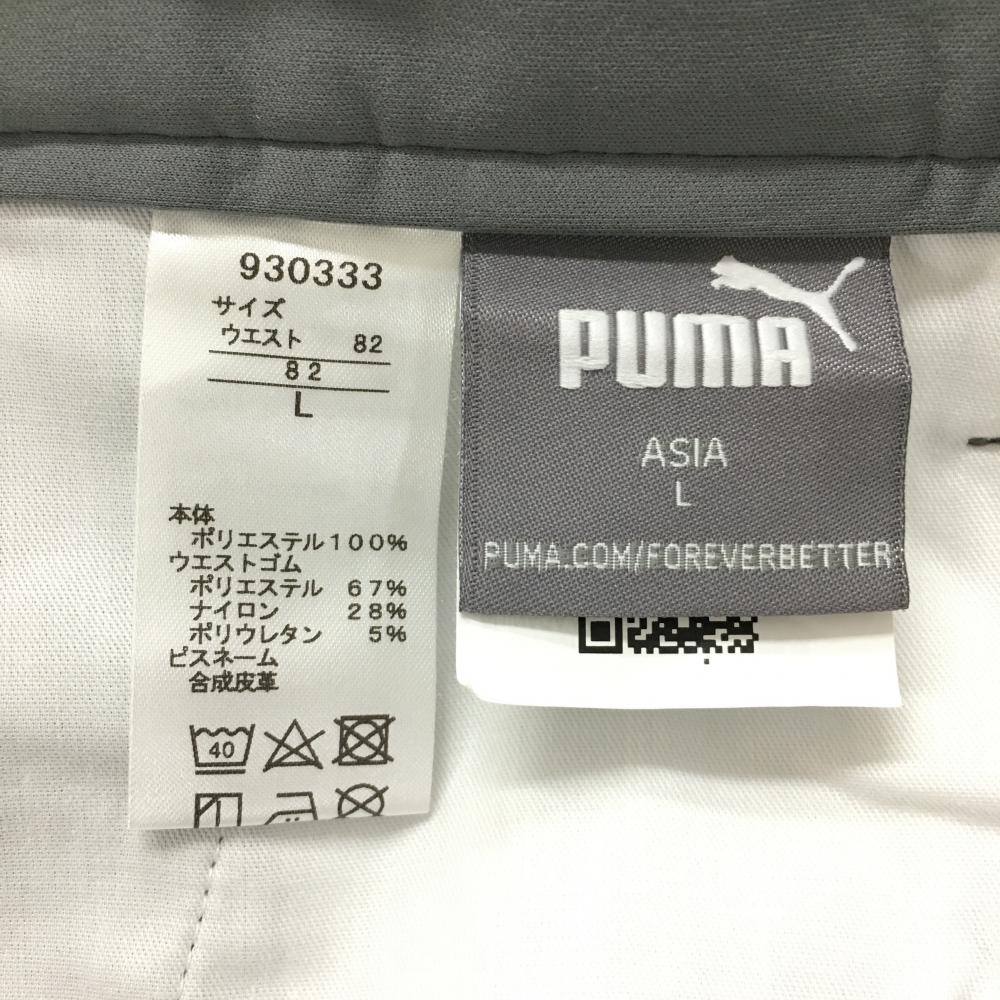 930333
サイズ
ウエスト 82
82
L
本体
ポリエステル100%
ウエストゴム
ポリエステル 67%
ナイロン 28%
ポリウレタン 5%
ピスネーム
合成皮革
40
PUMA
ASIA
L
PUMA.COM/FOREVERBETTER